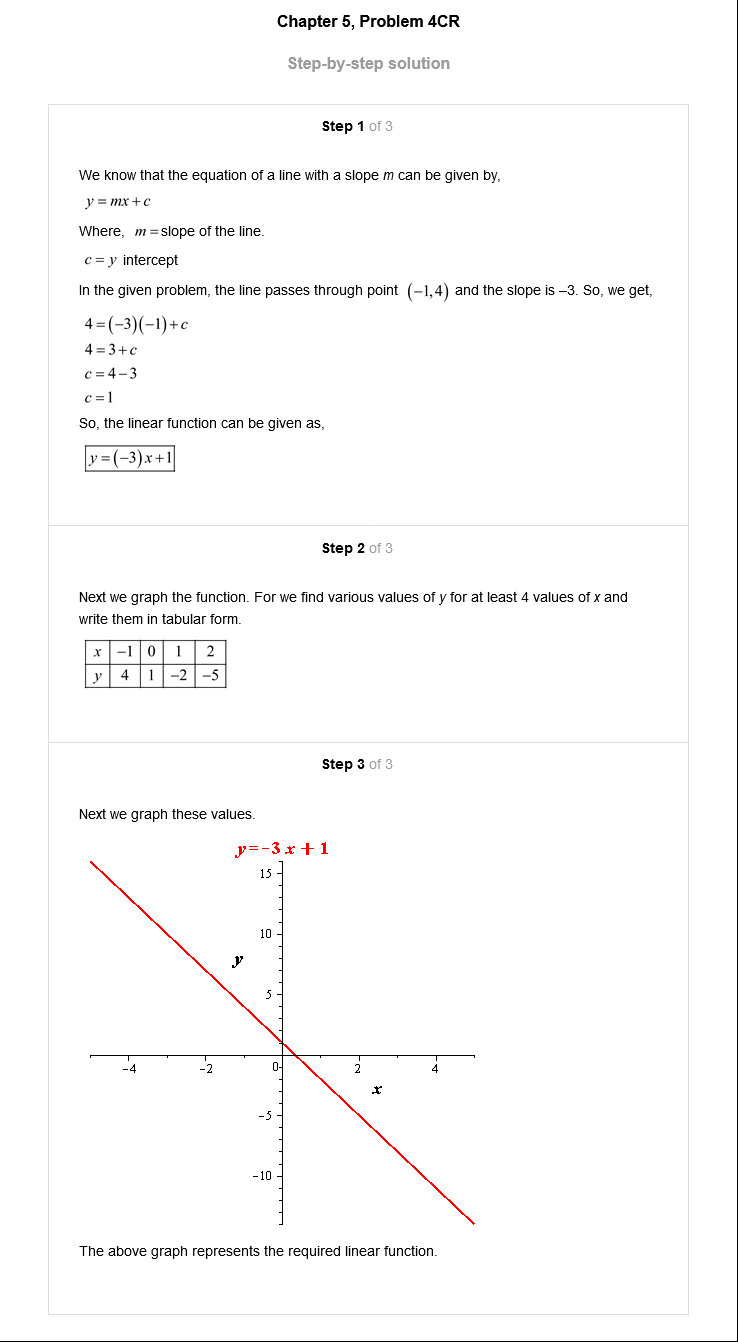 Chapter 5, Problem 4CR
Step-by-step solution
Step 1 of 3
We know that the equation of a line with a slope m can be given by,
y = mx + c
Where, m = slope of the line.
c = y intercept
In the given problem, the line passes through point (−1, 4) and the slope is –3. So, we get,
4 = (−3)(−1) + c
4 = 3 + c
c = 4 − 3
c = 1
So, the linear function can be given as,
y = (−3)x + 1
Step 2 of 3
Next we graph the function. For we find various values of y for at least 4 values of x and
write them in tabular form.
x −1 0 1 2
y 4 1 −2 −5
Step 3 of 3
Next we graph these values.
y = −3 x + 1
15
10
y
5
−4 −2 0 2 4
x
−5
−10
The above graph represents the required linear function.